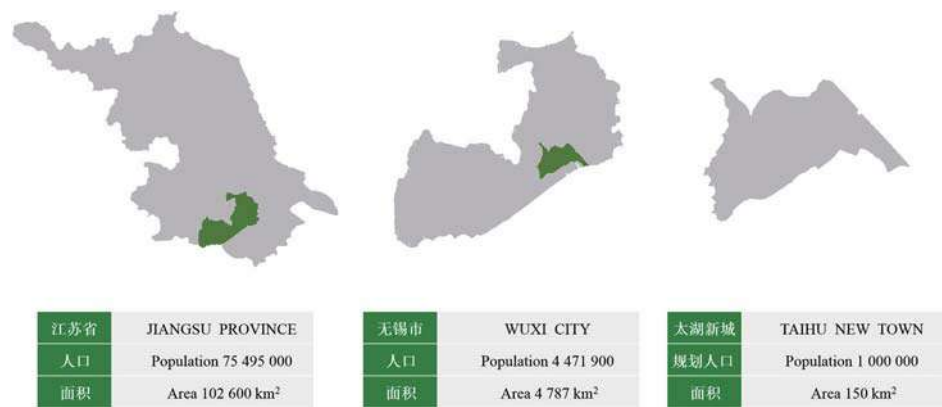 江苏省 JIANGSU PROVINCE
人口 Population 75 495 000
面积 Area 102 600 km²
无锡市 WUXI CITY
人口 Population 4 471 900
面积 Area 4 787 km²
太湖新城 TAIHU NEW TOWN
规划人口 Population 1 000 000
面积 Area 150 km²